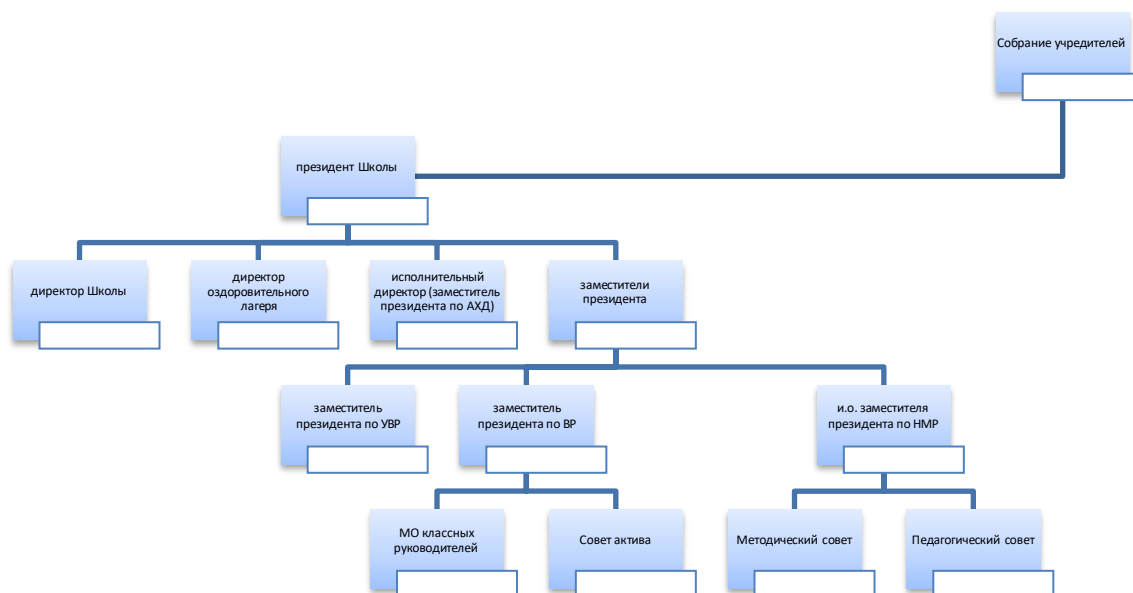 Собрание учредителей
президент Школы
директор Школы
директор
оздоровительного
лагеря
исполнительный
директор (заместитель
президента по АХД)
заместители
президента
заместитель
президента по УВР
заместитель
президента по ВР
и.о. заместителя
президента по НМР
МО классных
руководителей
Совет актива
Методический совет
Педагогический совет